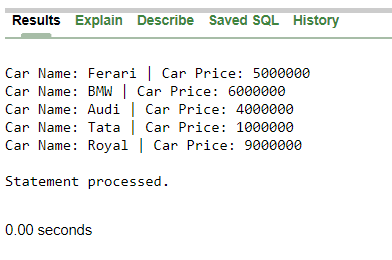 Results Explain Describe Saved SQL History
Car Name: Ferari | Car Price: 5000000
Car Name: BMW | Car Price: 6000000
Car Name: Audi | Car Price: 4000000
Car Name: Tata | Car Price: 1000000
Car Name: Royal | Car Price: 9000000
Statement processed.
0.00 seconds